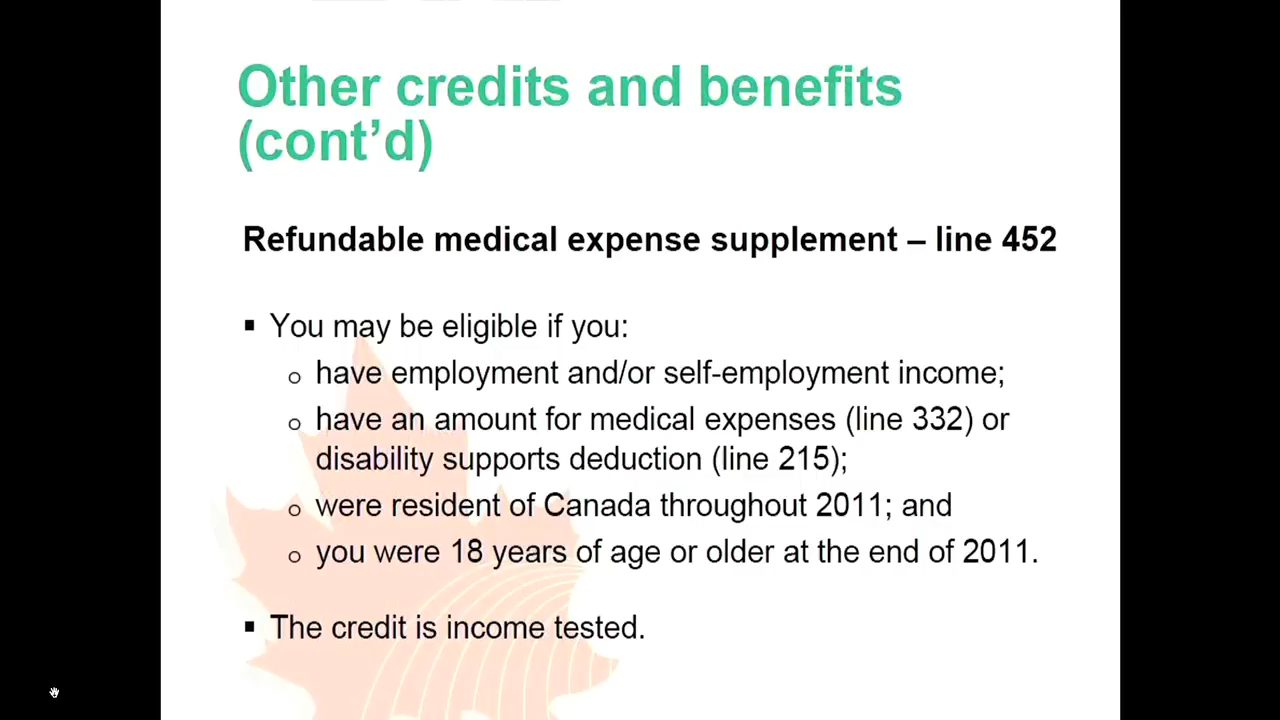 Other credits and benefits
(cont’d)
Refundable medical expense supplement – line 452
▪ You may be eligible if you:
o have employment and/or self-employment income;
o have an amount for medical expenses (line 332) or
disability supports deduction (line 215);
o were resident of Canada throughout 2011; and
o you were 18 years of age or older at the end of 2011.
▪ The credit is income tested.